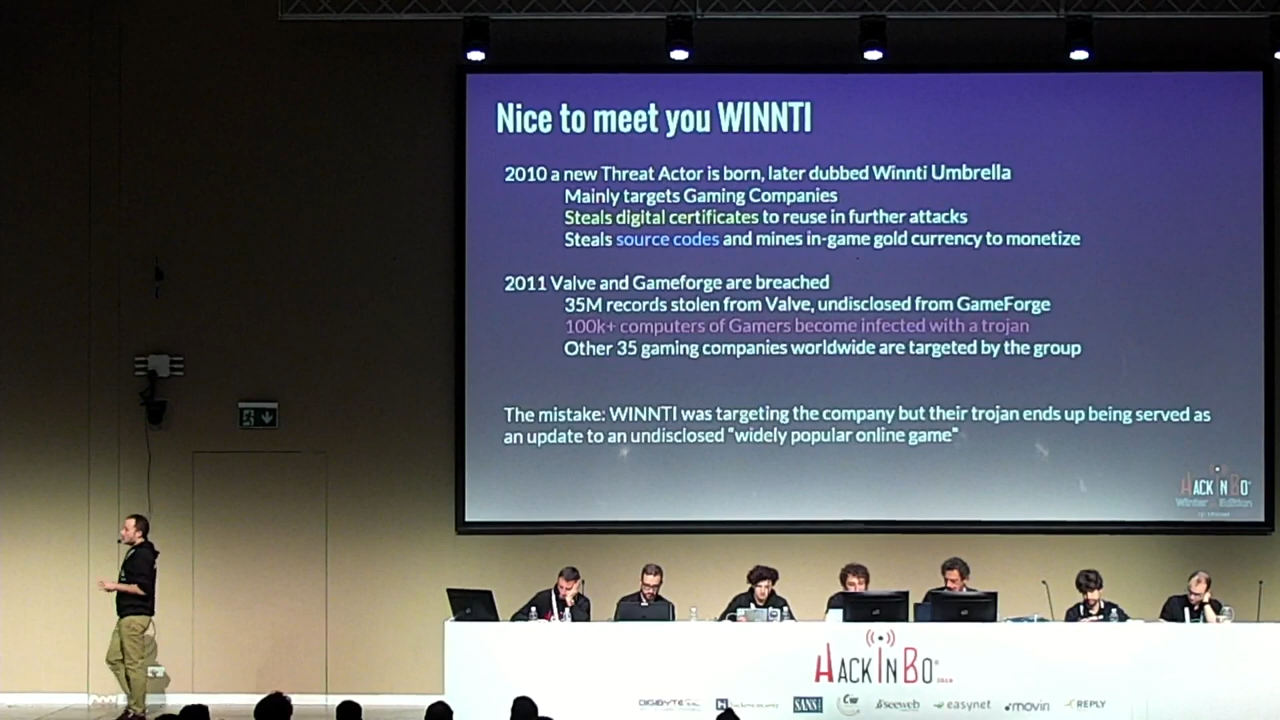 Nice to meet you WINNTI
2010 a new Threat Actor is born, later dubbed Winnti Umbrella
Mainly targets Gaming Companies
Steals digital certificates to reuse in further attacks
Steals source codes and mines in-game gold currency to monetize
2011 Valve and Gameforge are breached
35M records stolen from Valve, undisclosed from GameForge
100k+ computers of Gamers become infected with a trojan
Other 35 gaming companies worldwide are targeted by the group
The mistake: WINNTI was targeting the company but their trojan ends up being served as
an update to an undisclosed "widely popular online game"
HACKINBO®
Winter Edition
HACKINBO®
DIGIBYTE SANS seeweb easynet movin REPLY